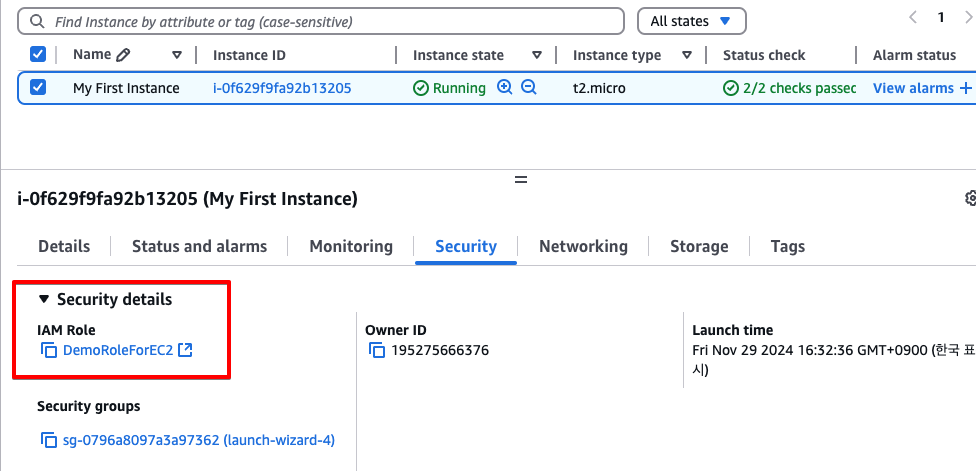 Find Instance by attribute or tag (case-sensitive)
All states
1
Name
Instance ID
Instance state
Instance type
Status check
Alarm status
My First Instance
i-0f629f9fa92b13205
Running
t2.micro
2/2 checks passec
View alarms
i-0f629f9fa92b13205 (My First Instance)
Details
Status and alarms
Monitoring
Security
Networking
Storage
Tags
Security details
IAM Role
DemoRoleForEC2
Owner ID
195275666376
Launch time
Fri Nov 29 2024 16:32:36 GMT+0900 (한국 표
시)
Security groups
sg-0796a8097a3a97362 (launch-wizard-4)